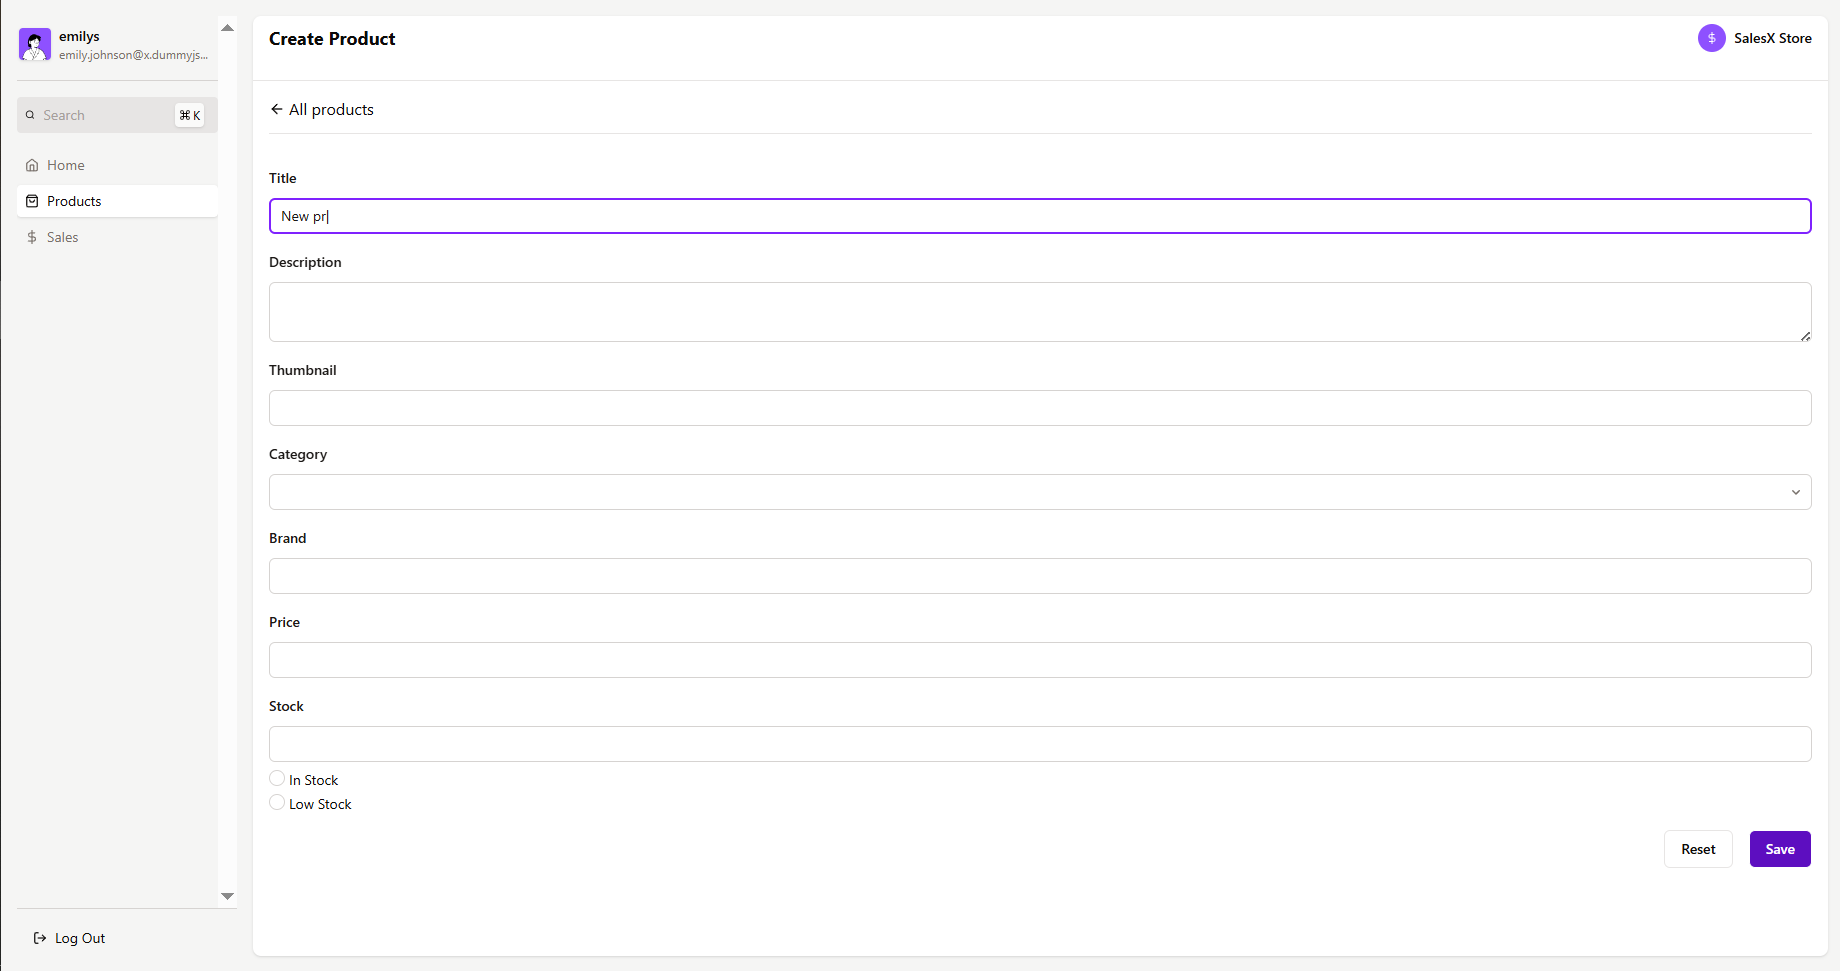 emilys
emily.johnson@x.dummyjs...
Search
⌘ K
Home
Products
Sales
Log Out
Create Product
$
SalesX Store
← All products
Title
New pr
Description
Thumbnail
Category
Brand
Price
Stock
In Stock
Low Stock
Reset
Save